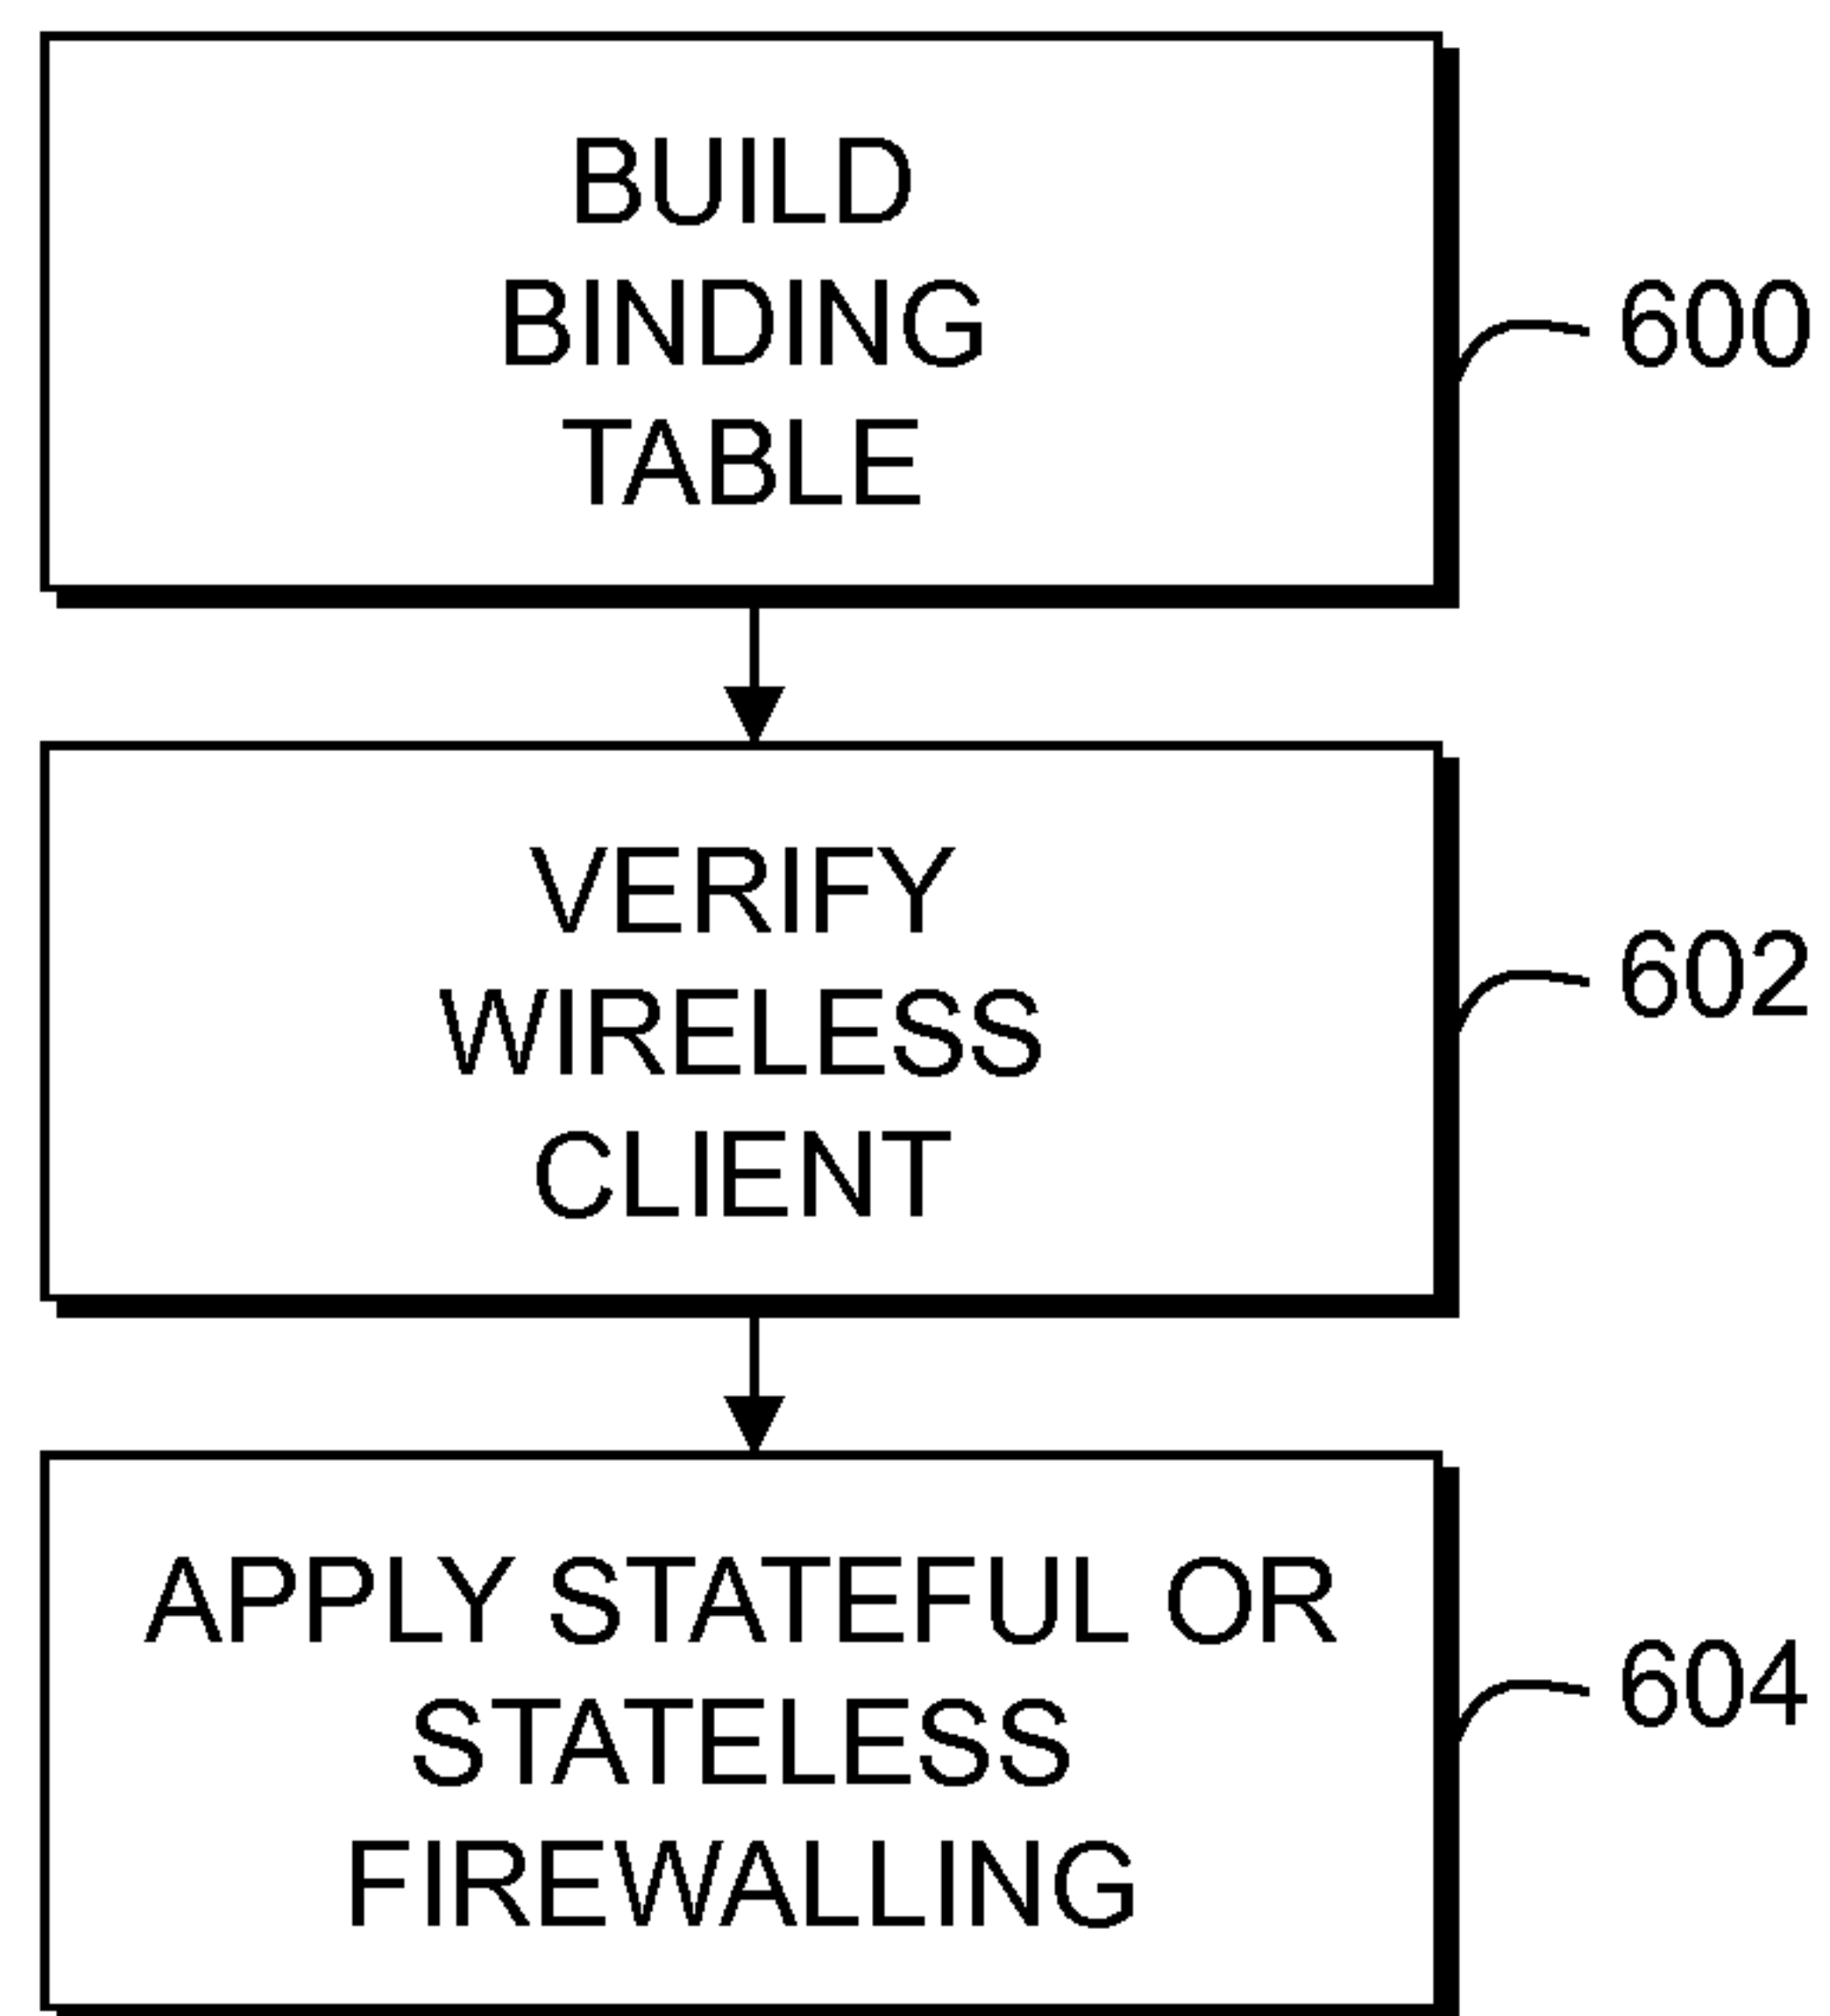 BUILD
BINDING
TABLE
600
VERIFY
WIRELESS
CLIENT
602
APPLY STATEFUL OR
STATELESS
FIREWALLING
604